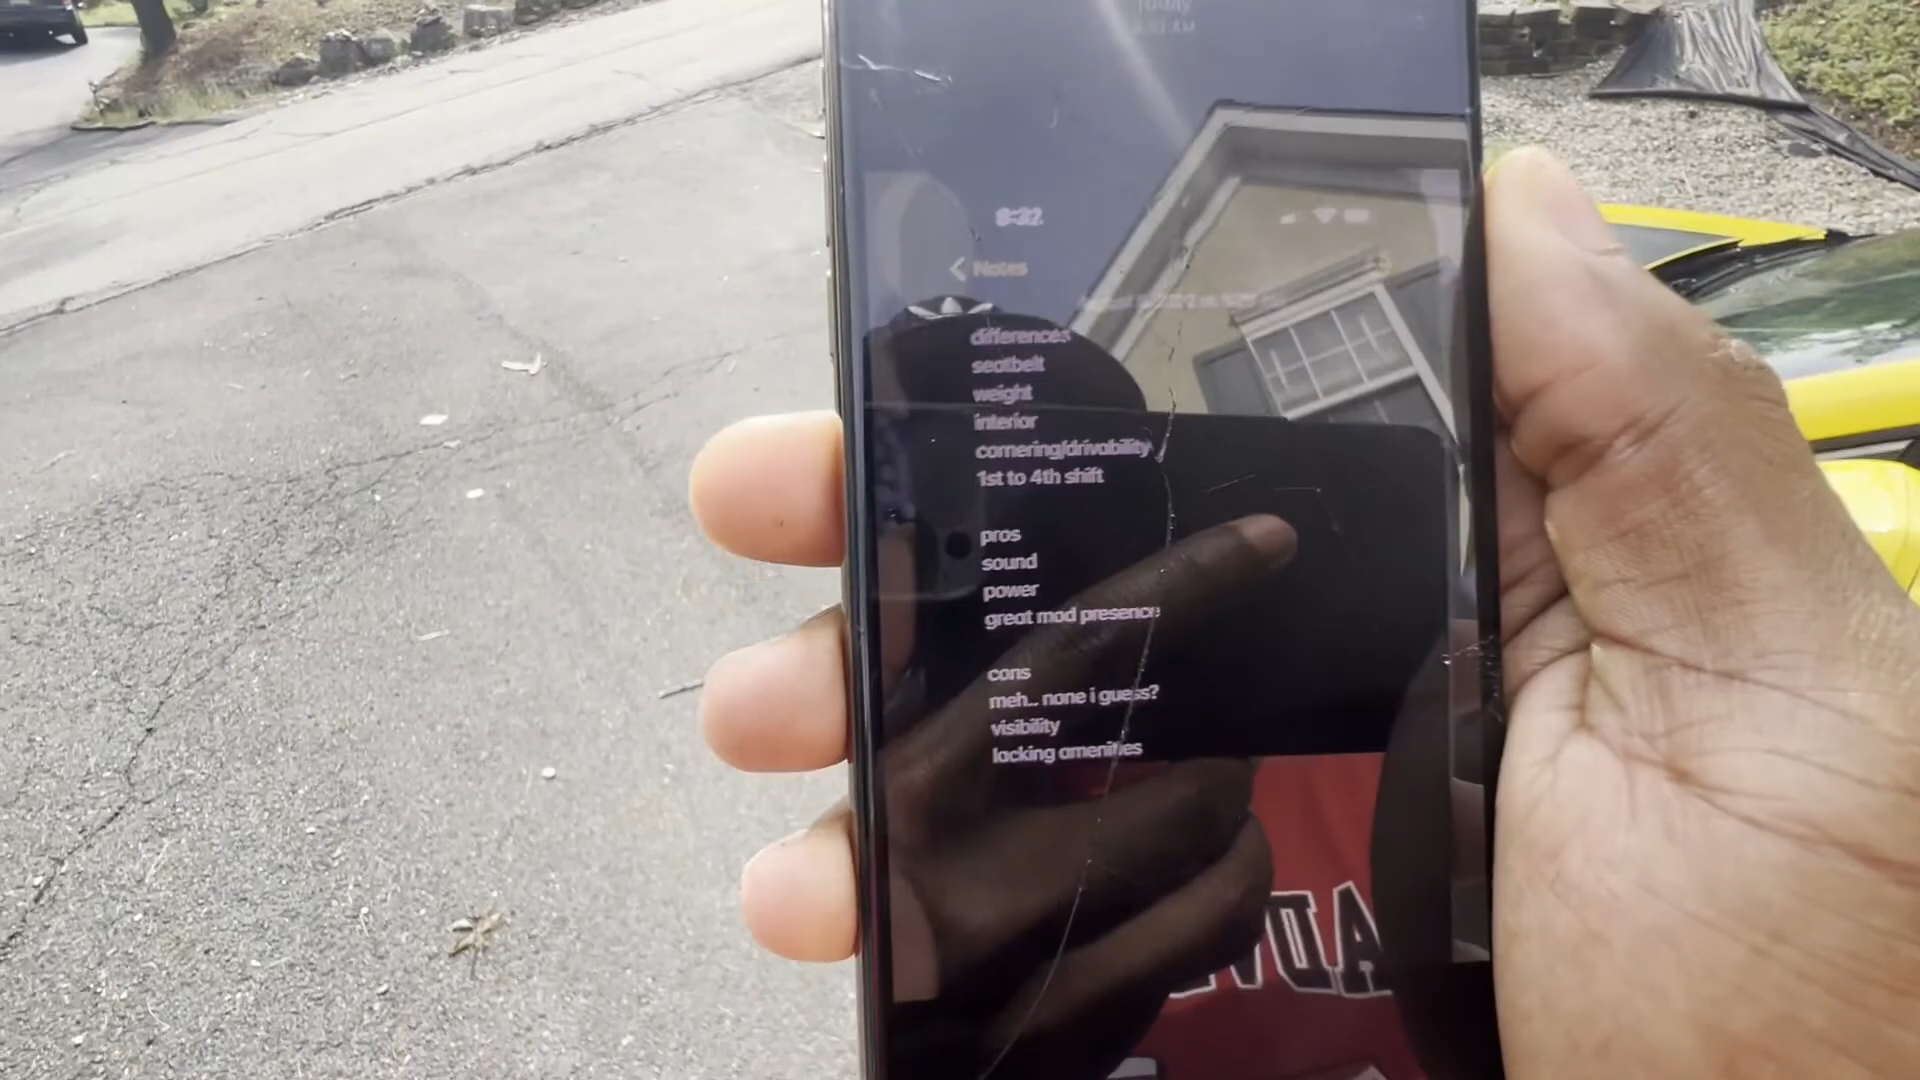 Today
8:32
Notes
differences
seatbelt
weight
interior
cornering/drivability
1st to 4th shift
pros
sound
power
great mod presence
cons
meh.. none i guess?
visibility
lacking amenities